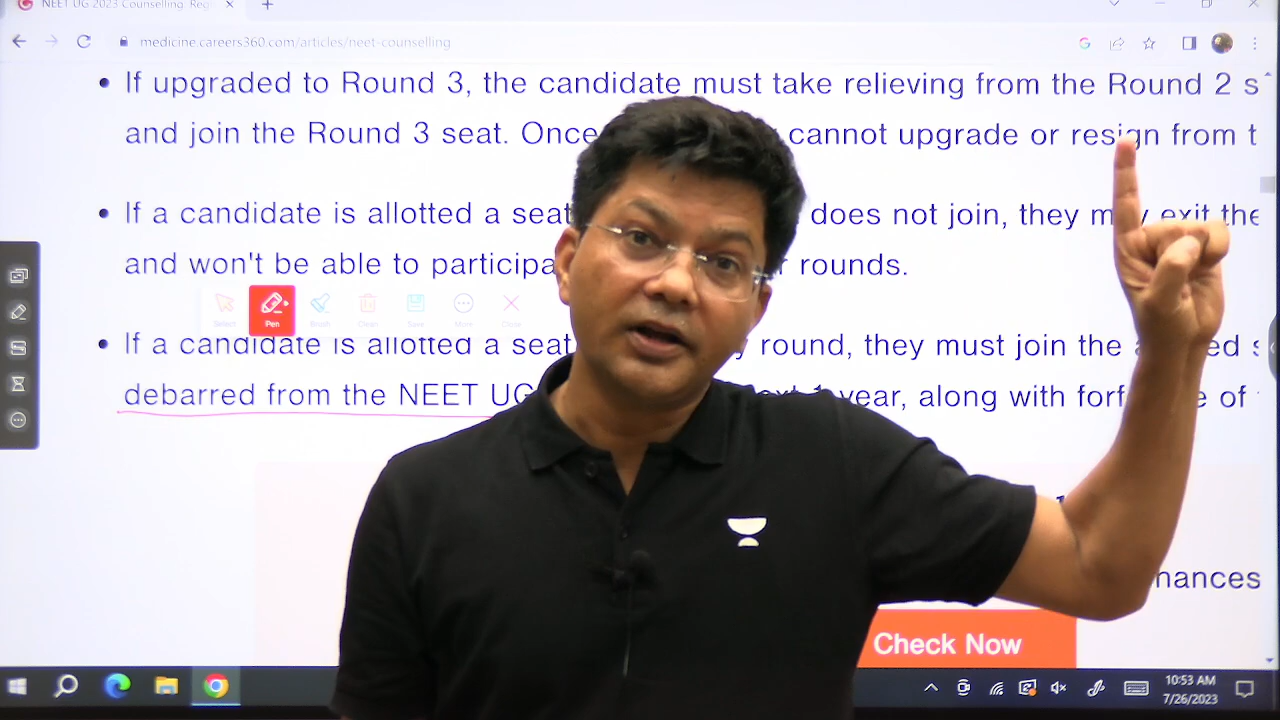 NEET UG 2023 Counselling: Reg
medicine.careers360.com/articles/neet-counselling
• If upgraded to Round 3, the candidate must take relieving from the Round 2 s
and join the Round 3 seat. Once cannot upgrade or resign from t
• If a candidate is allotted a seat does not join, they may exit the
and won't be able to participa rounds.
Select Pen Brush Clean Save More Close
• If a candidate is allotted a seat round, they must join the s
debarred from the NEET UG 1 year, along with of
hances
Check Now
10:53 AM
7/26/2023